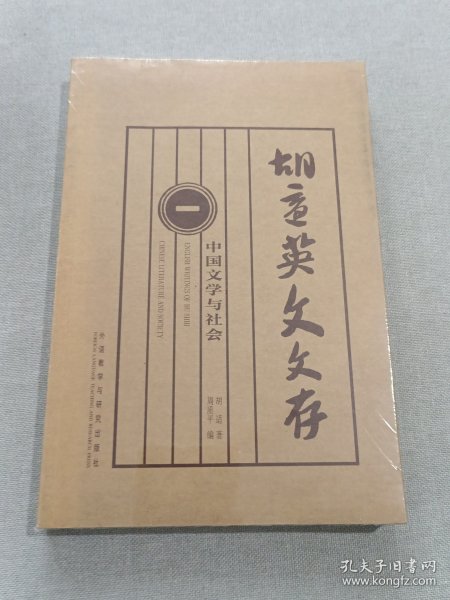 胡适英文文存
一
中国文学与社会
ENGLISH WRITINGS OF HU SHIH
CHINESE LITERATURE AND SOCIETY
胡 适 著
周质平 编
外语教学与研究出版社
FOREIGN LANGUAGE TEACHING AND RESEARCH PRESS
孔夫子旧书网
www.kongfz.com